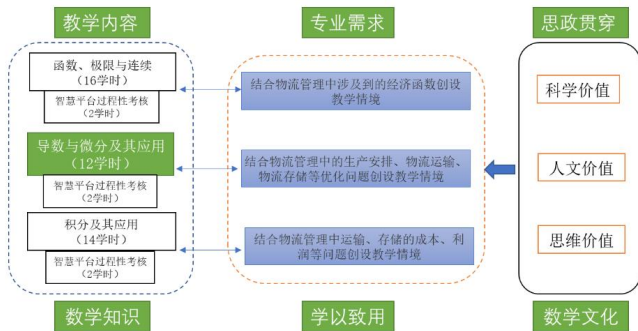 教学内容
专业需求
思政贯穿
函数、极限与连续
(16学时)
智慧平台过程性考核
(2学时)
导数与微分及其应用
(12学时)
智慧平台过程性考核
(2学时)
积分及其应用
(14学时)
智慧平台过程性考核
(2学时)
结合物流管理中涉及到的经济函数创设
教学情境
结合物流管理中的生产安排、物流运输、
物流存储等优化问题创设教学情境
结合物流管理中运输、存储的成本、利
润等问题创设教学情境
科学价值
人文价值
思维价值
数学知识
学以致用
数学文化